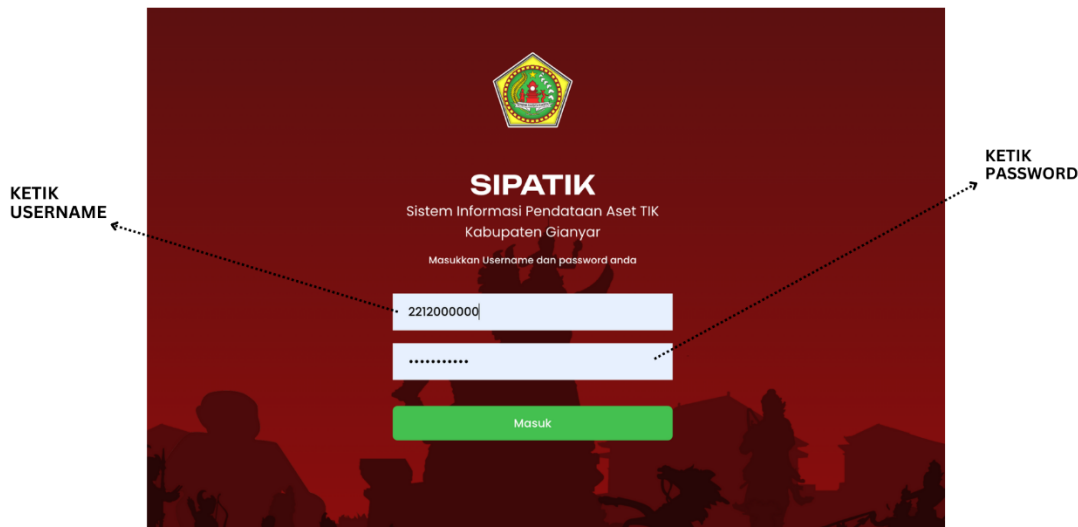 SIPATIK
Sistem Informasi Pendataan Aset TIK
Kabupaten Gianyar
Masukkan Username dan password anda
KETIK
USERNAME
2212000000
KETIK
PASSWORD
•••••••••••
Masuk